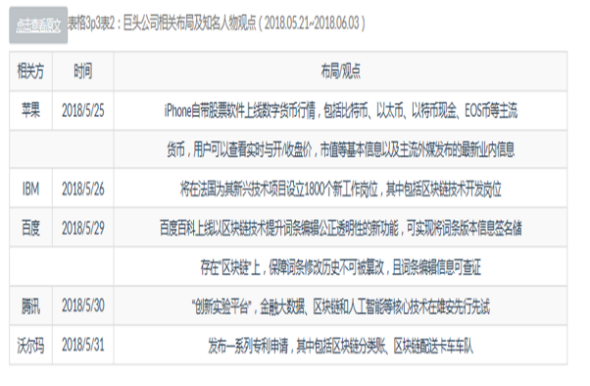 点击查看原文 表格3p3表2：巨头公司相关布局及知名人物观点（2018.05.21~2018.06.03）
相关方 时间 布局/观点
苹果 2018/5/25 iPhone自带股票软件上线数字货币行情，包括比特币、以太币、以特币现金、EOS币等主流
货币，用户可以查看实时与开/收盘价，市值等基本信息以及主流外媒发布的最新业内信息
IBM 2018/5/26 将在法国为其新兴技术项目设立1800个新工作岗位，其中包括区块链技术开发岗位
百度 2018/5/29 百度百科上线以区块链技术提升词条编辑公正透明性的新功能，可实现将词条版本信息签名储
存在"区块链"上，保障词条修改历史不可被篡改，且词条编辑信息可查证
腾讯 2018/5/30 "创新实验平台"，金融大数据、区块链和人工智能等核心技术在雄安先行先试
沃尔玛 2018/5/31 发布一系列专利申请，其中包括区块链分类账、区块链配送卡车车队